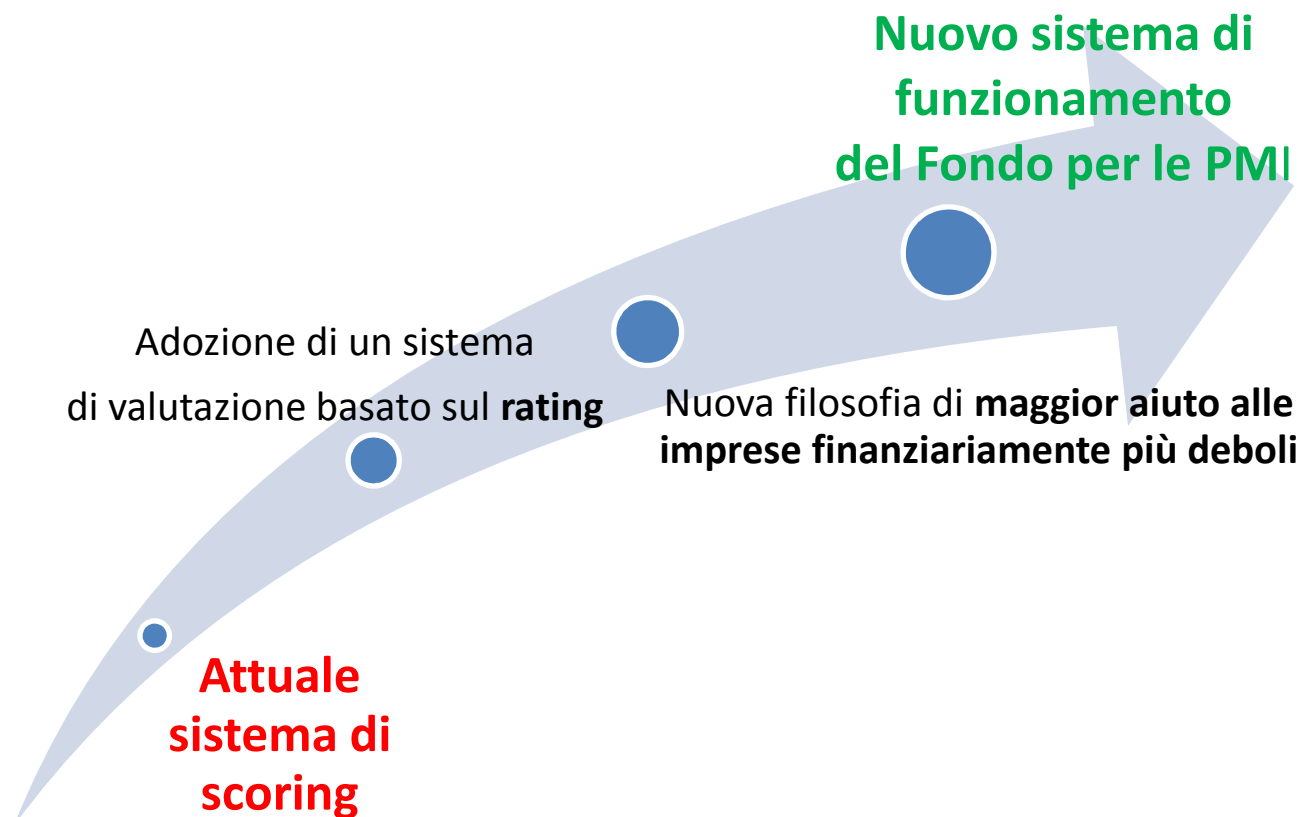 Nuovo sistema di
funzionamento
del Fondo per le PMI
Adozione di un sistema
di valutazione basato sul rating
Nuova filosofia di maggior aiuto alle
imprese finanziariamente più deboli
Attuale
sistema di
scoring